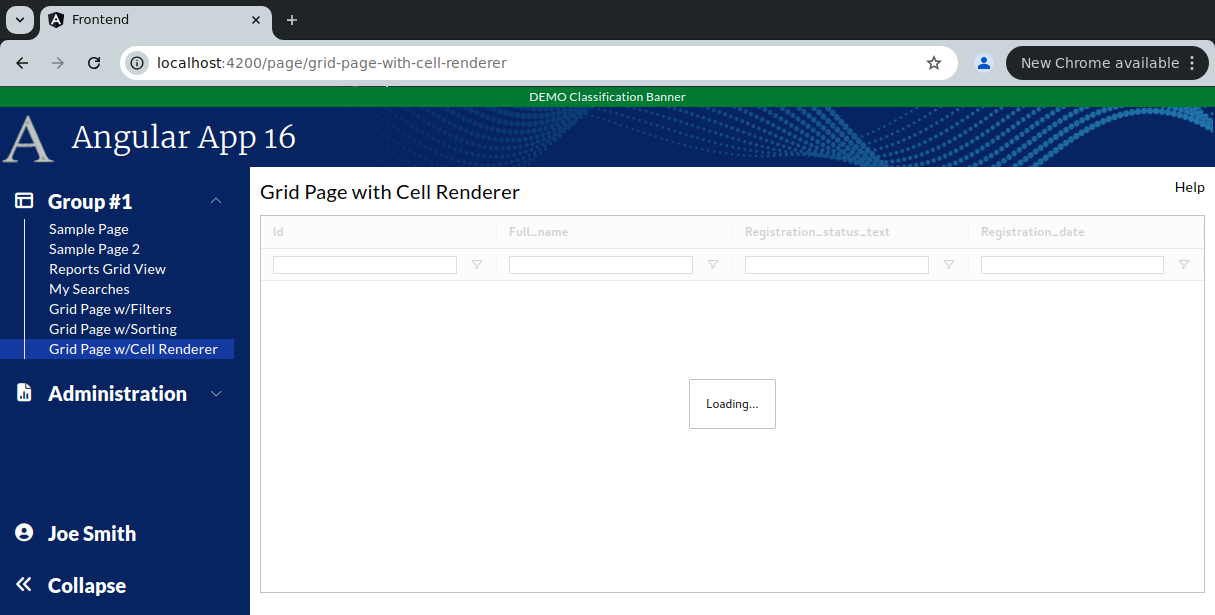 Frontend
localhost:4200/page/grid-page-with-cell-renderer
New Chrome available
DEMO Classification Banner
Angular App 16
Group #1
Sample Page
Sample Page 2
Reports Grid View
My Searches
Grid Page w/Filters
Grid Page w/Sorting
Grid Page w/Cell Renderer
Administration
Joe Smith
Collapse
Grid Page with Cell Renderer
Help
Id Full_name Registration_status_text Registration_date
Loading...